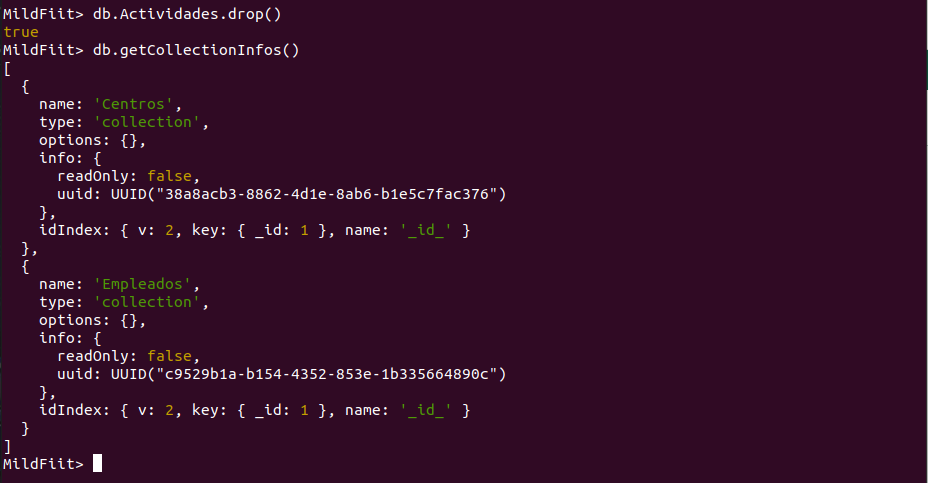 MildFiit> db.Actividades.drop()
true
MildFiit> db.getCollectionInfos()
[
  {
    name: 'Centros',
    type: 'collection',
    options: {},
    info: {
      readOnly: false,
      uuid: UUID("38a8acb3-8862-4d1e-8ab6-b1e5c7fac376")
    },
    idIndex: { v: 2, key: { _id: 1 }, name: '_id_' }
  },
  {
    name: 'Empleados',
    type: 'collection',
    options: {},
    info: {
      readOnly: false,
      uuid: UUID("c9529b1a-b154-4352-853e-1b335664890c")
    },
    idIndex: { v: 2, key: { _id: 1 }, name: '_id_' }
  }
]
MildFiit>